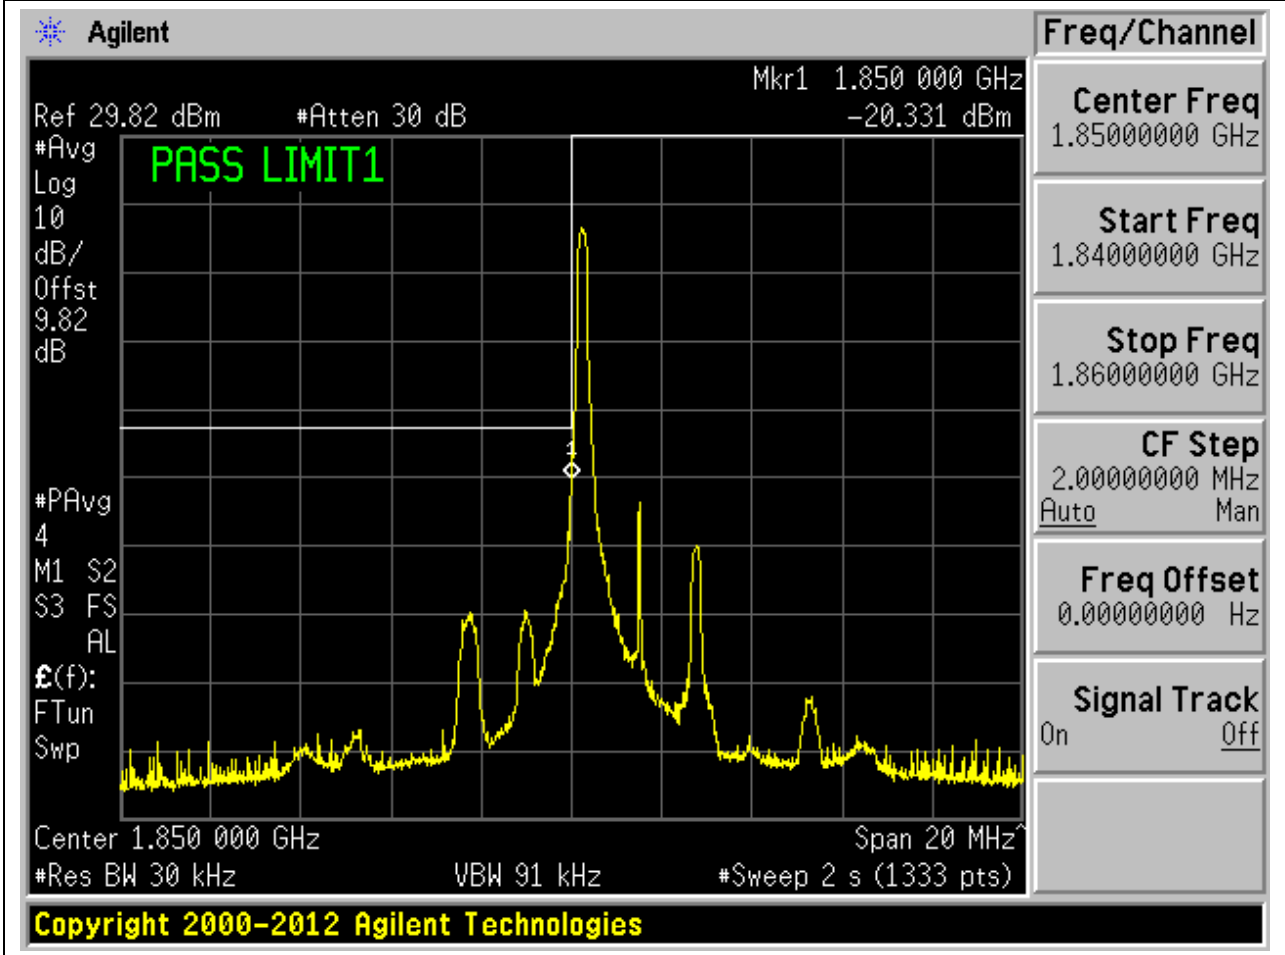 Agilent
Freq/Channel
Mkr1 1.850 000 GHz
Ref 29.82 dBm #Atten 30 dB -20.331 dBm
#Avg
Log
10
dB/
Offst
9.82
dB
PASS LIMIT1
1
#PAvg
4
M1 S2
S3 FS
AL
£(f):
FTun
Swp
Center 1.850 000 GHz Span 20 MHz^
#Res BW 30 kHz VBW 91 kHz #Sweep 2 s (1333 pts)
Center Freq
1.85000000 GHz
Start Freq
1.84000000 GHz
Stop Freq
1.86000000 GHz
CF Step
2.00000000 MHz
Auto Man
Freq Offset
0.00000000 Hz
Signal Track
On Off
Copyright 2000-2012 Agilent Technologies